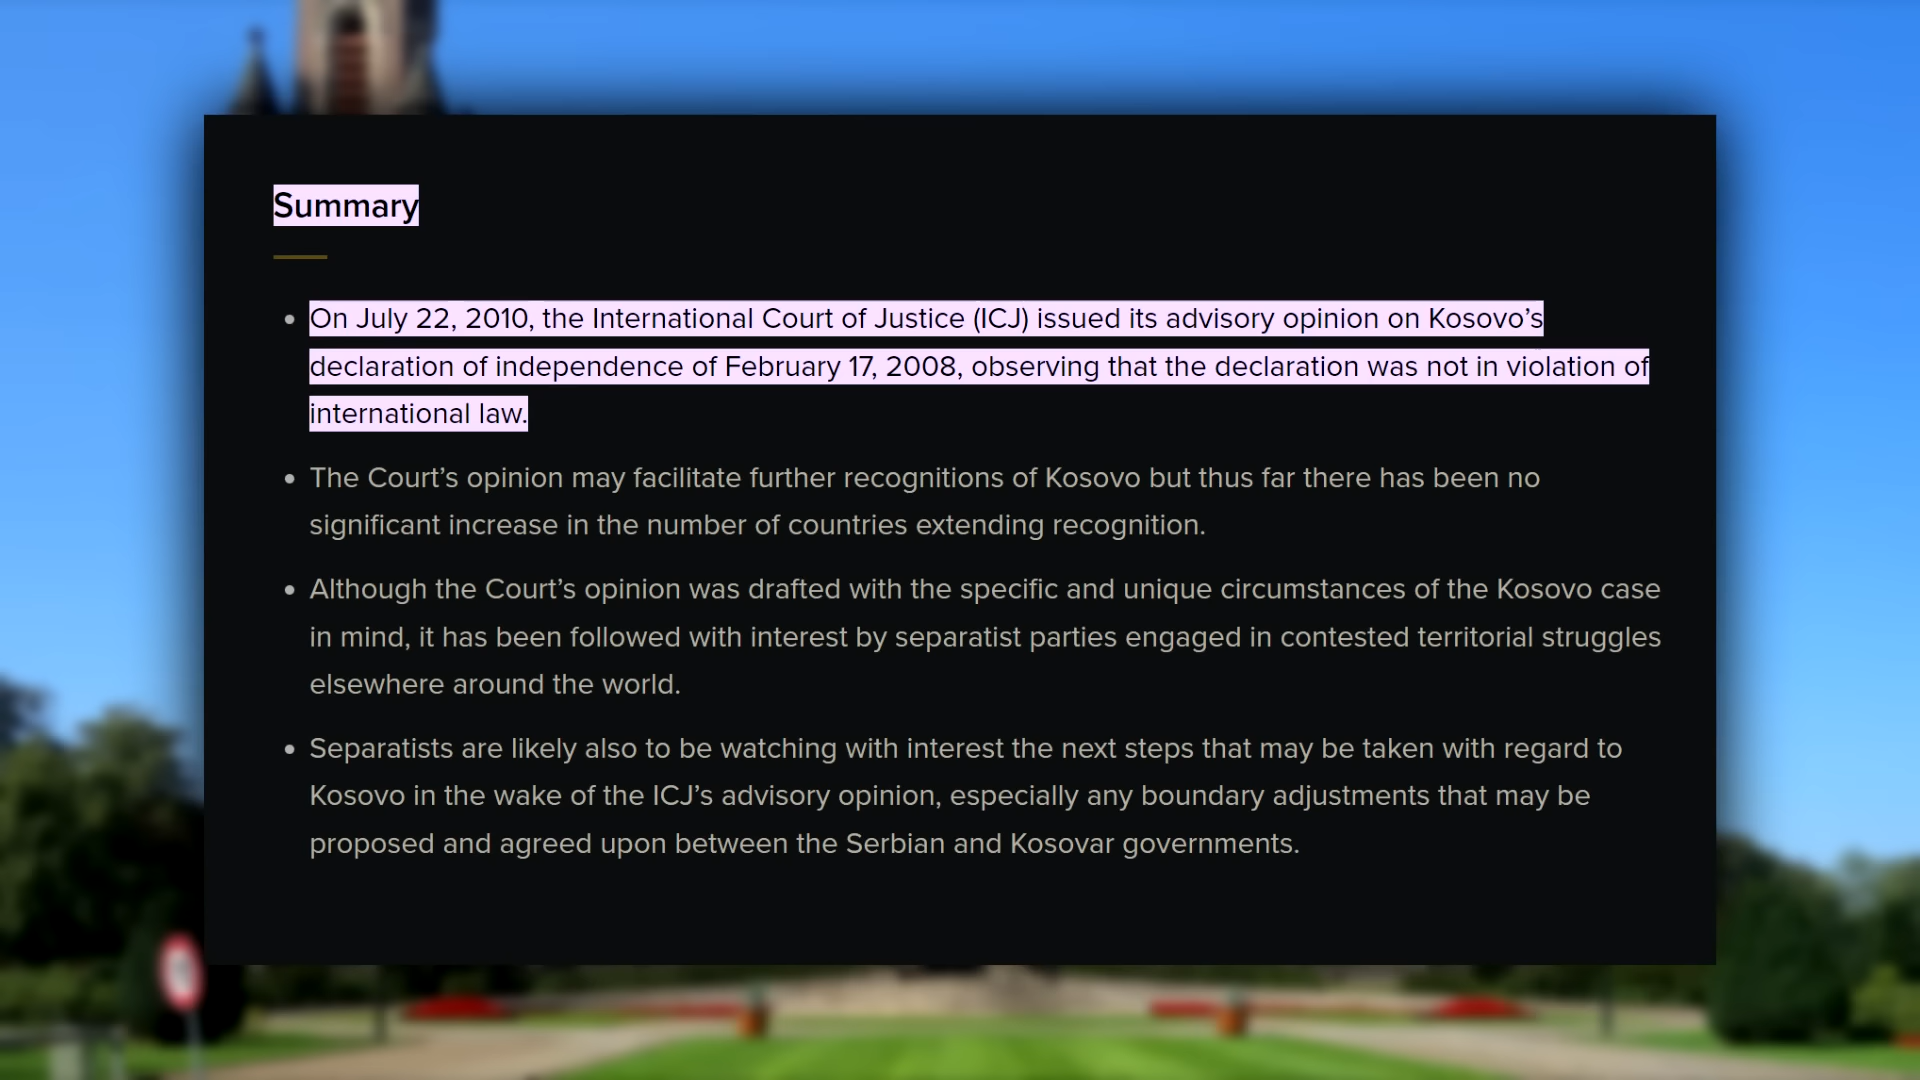 Summary
On July 22, 2010, the International Court of Justice (ICJ) issued its advisory opinion on Kosovo’s
declaration of independence of February 17, 2008, observing that the declaration was not in violation of
international law.
The Court’s opinion may facilitate further recognitions of Kosovo but thus far there has been no
significant increase in the number of countries extending recognition.
Although the Court’s opinion was drafted with the specific and unique circumstances of the Kosovo case
in mind, it has been followed with interest by separatist parties engaged in contested territorial struggles
elsewhere around the world.
Separatists are likely also to be watching with interest the next steps that may be taken with regard to
Kosovo in the wake of the ICJ’s advisory opinion, especially any boundary adjustments that may be
proposed and agreed upon between the Serbian and Kosovar governments.